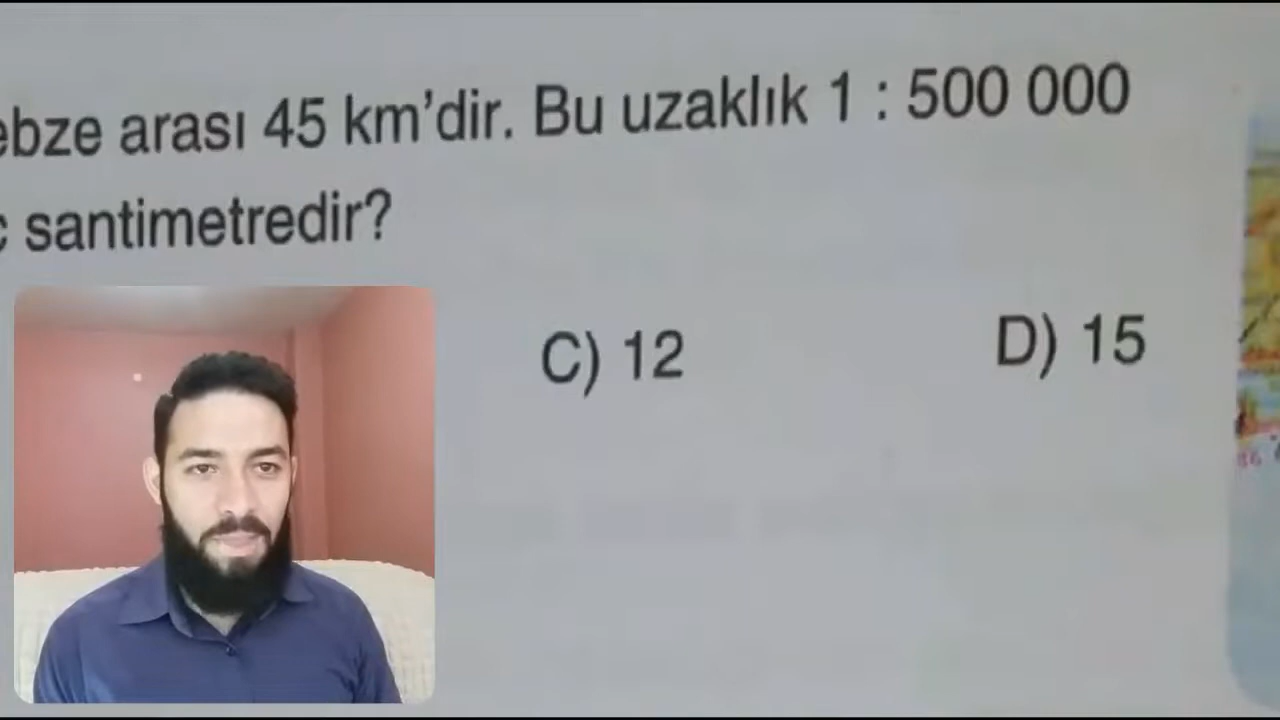 ebze arası 45 km'dir. Bu uzaklık 1 : 500 000
santimetredir?
C) 12 D) 15